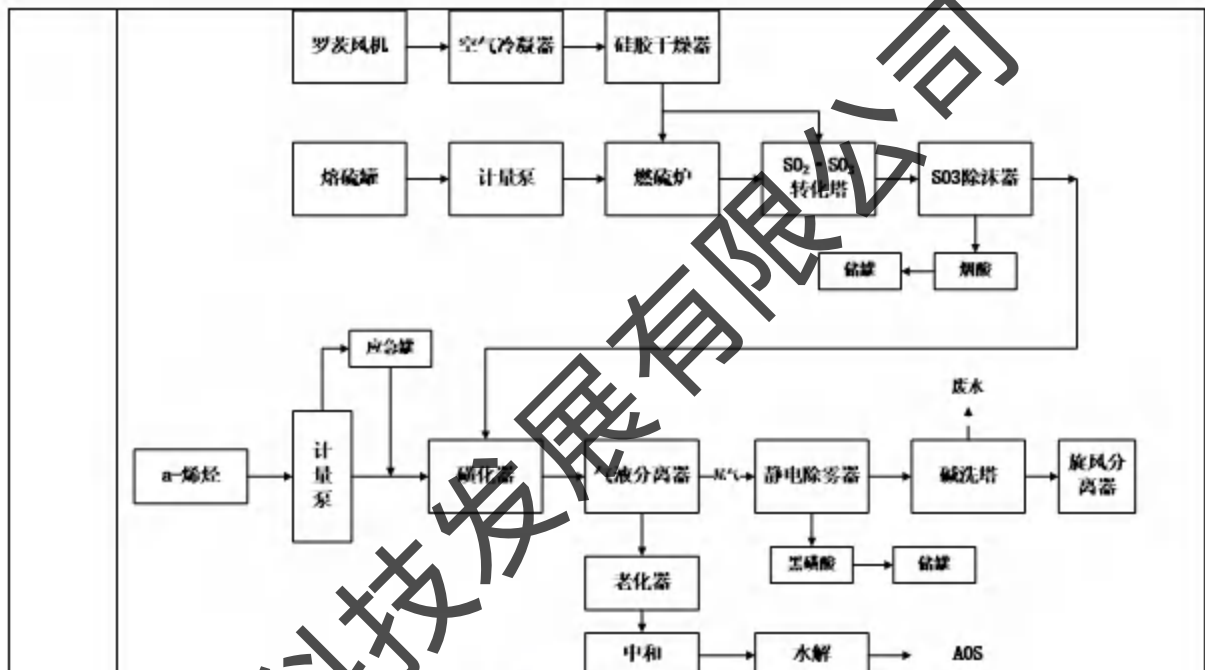 罗茨风机
空气冷凝器
硅胶干燥器
熔硫罐
计量泵
燃硫炉
SO₂-SO₃
转化塔
SO3除沫器
储罐
烟酸
应急罐
废水
a-烯烃
计
量
泵
磺化器
气液分离器
尾气
静电除雾器
碱洗塔
旋风分
离器
黑磺酸
储罐
老化器
中和
水解
AOS
科技发展有限公司